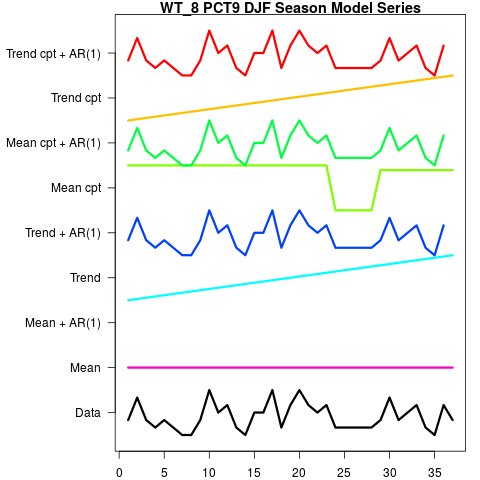 WT_8 PCT9 DJF Season Model Series
Trend cpt + AR(1)
Trend cpt
Mean cpt + AR(1)
Mean cpt
Trend + AR(1)
Trend
Mean + AR(1)
Mean
Data
0 5 10 15 20 25 30 35